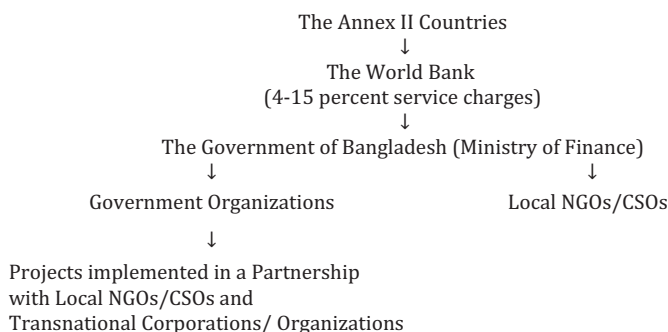 The Annex II Countries
↓
The World Bank
(4-15 percent service charges)
↓
The Government of Bangladesh (Ministry of Finance)
↓ ↓
Government Organizations Local NGOs/CSOs
↓
Projects implemented in a Partnership
with Local NGOs/CSOs and
Transnational Corporations/ Organizations